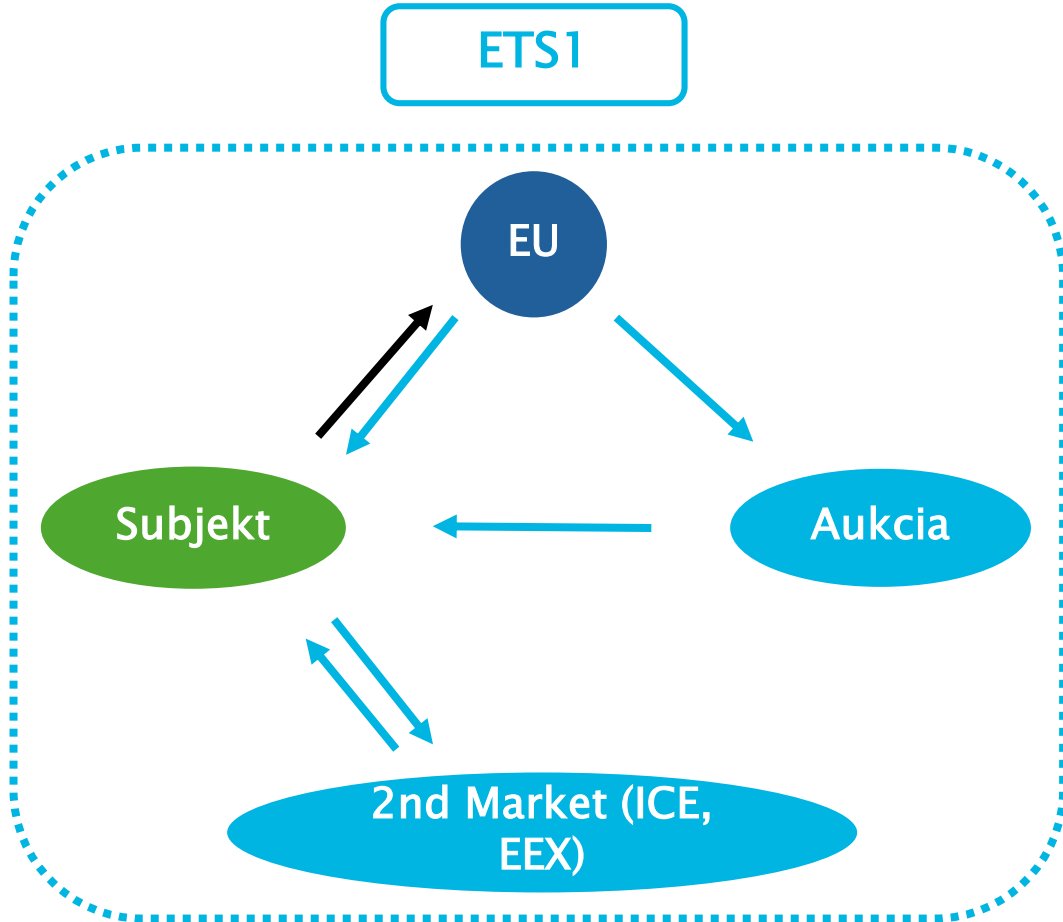 ETS1
EU
Subjekt
Aukcia
2nd Market (ICE,
EEX)